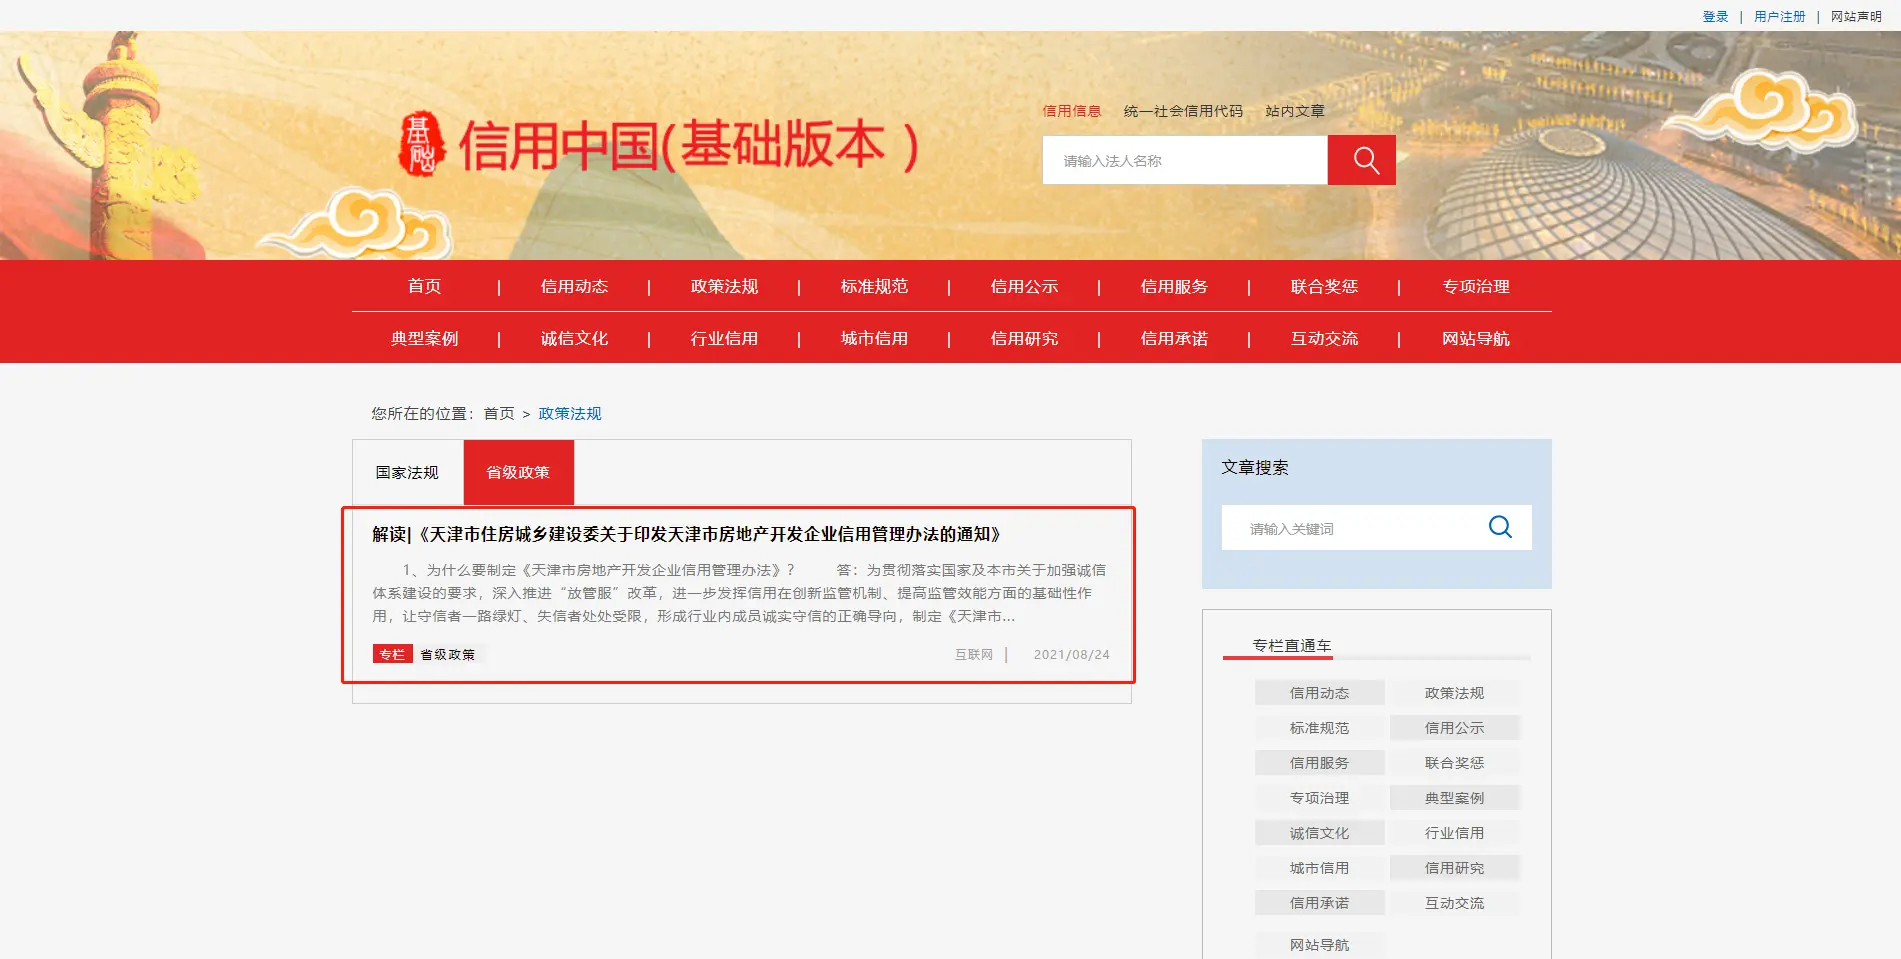 登录 | 用户注册 | 网站声明
信用信息 统一社会信用代码 站内文章
基础 信用中国(基础版本)
请输入法人名称
首页 | 信用动态 | 政策法规 | 标准规范 | 信用公示 | 信用服务 | 联合奖惩 | 专项治理
典型案例 | 诚信文化 | 行业信用 | 城市信用 | 信用研究 | 信用承诺 | 互动交流 | 网站导航
您所在的位置：首页 > 政策法规
国家法规 省级政策
解读|《天津市住房城乡建设委关于印发天津市房地产开发企业信用管理办法的通知》
1、为什么要制定《天津市房地产开发企业信用管理办法》？ 答：为贯彻落实国家及本市关于加强诚信
体系建设的要求，深入推进“放管服”改革，进一步发挥信用在创新监管机制、提高监管效能方面的基础性作
用，让守信者一路绿灯、失信者处处受限，形成行业内成员诚实守信的正确导向，制定《天津市...
专栏 省级政策 互联网 | 2021/08/24
文章搜索
请输入关键词
专栏直通车
信用动态 政策法规
标准规范 信用公示
信用服务 联合奖惩
专项治理 典型案例
诚信文化 行业信用
城市信用 信用研究
信用承诺 互动交流
网站导航